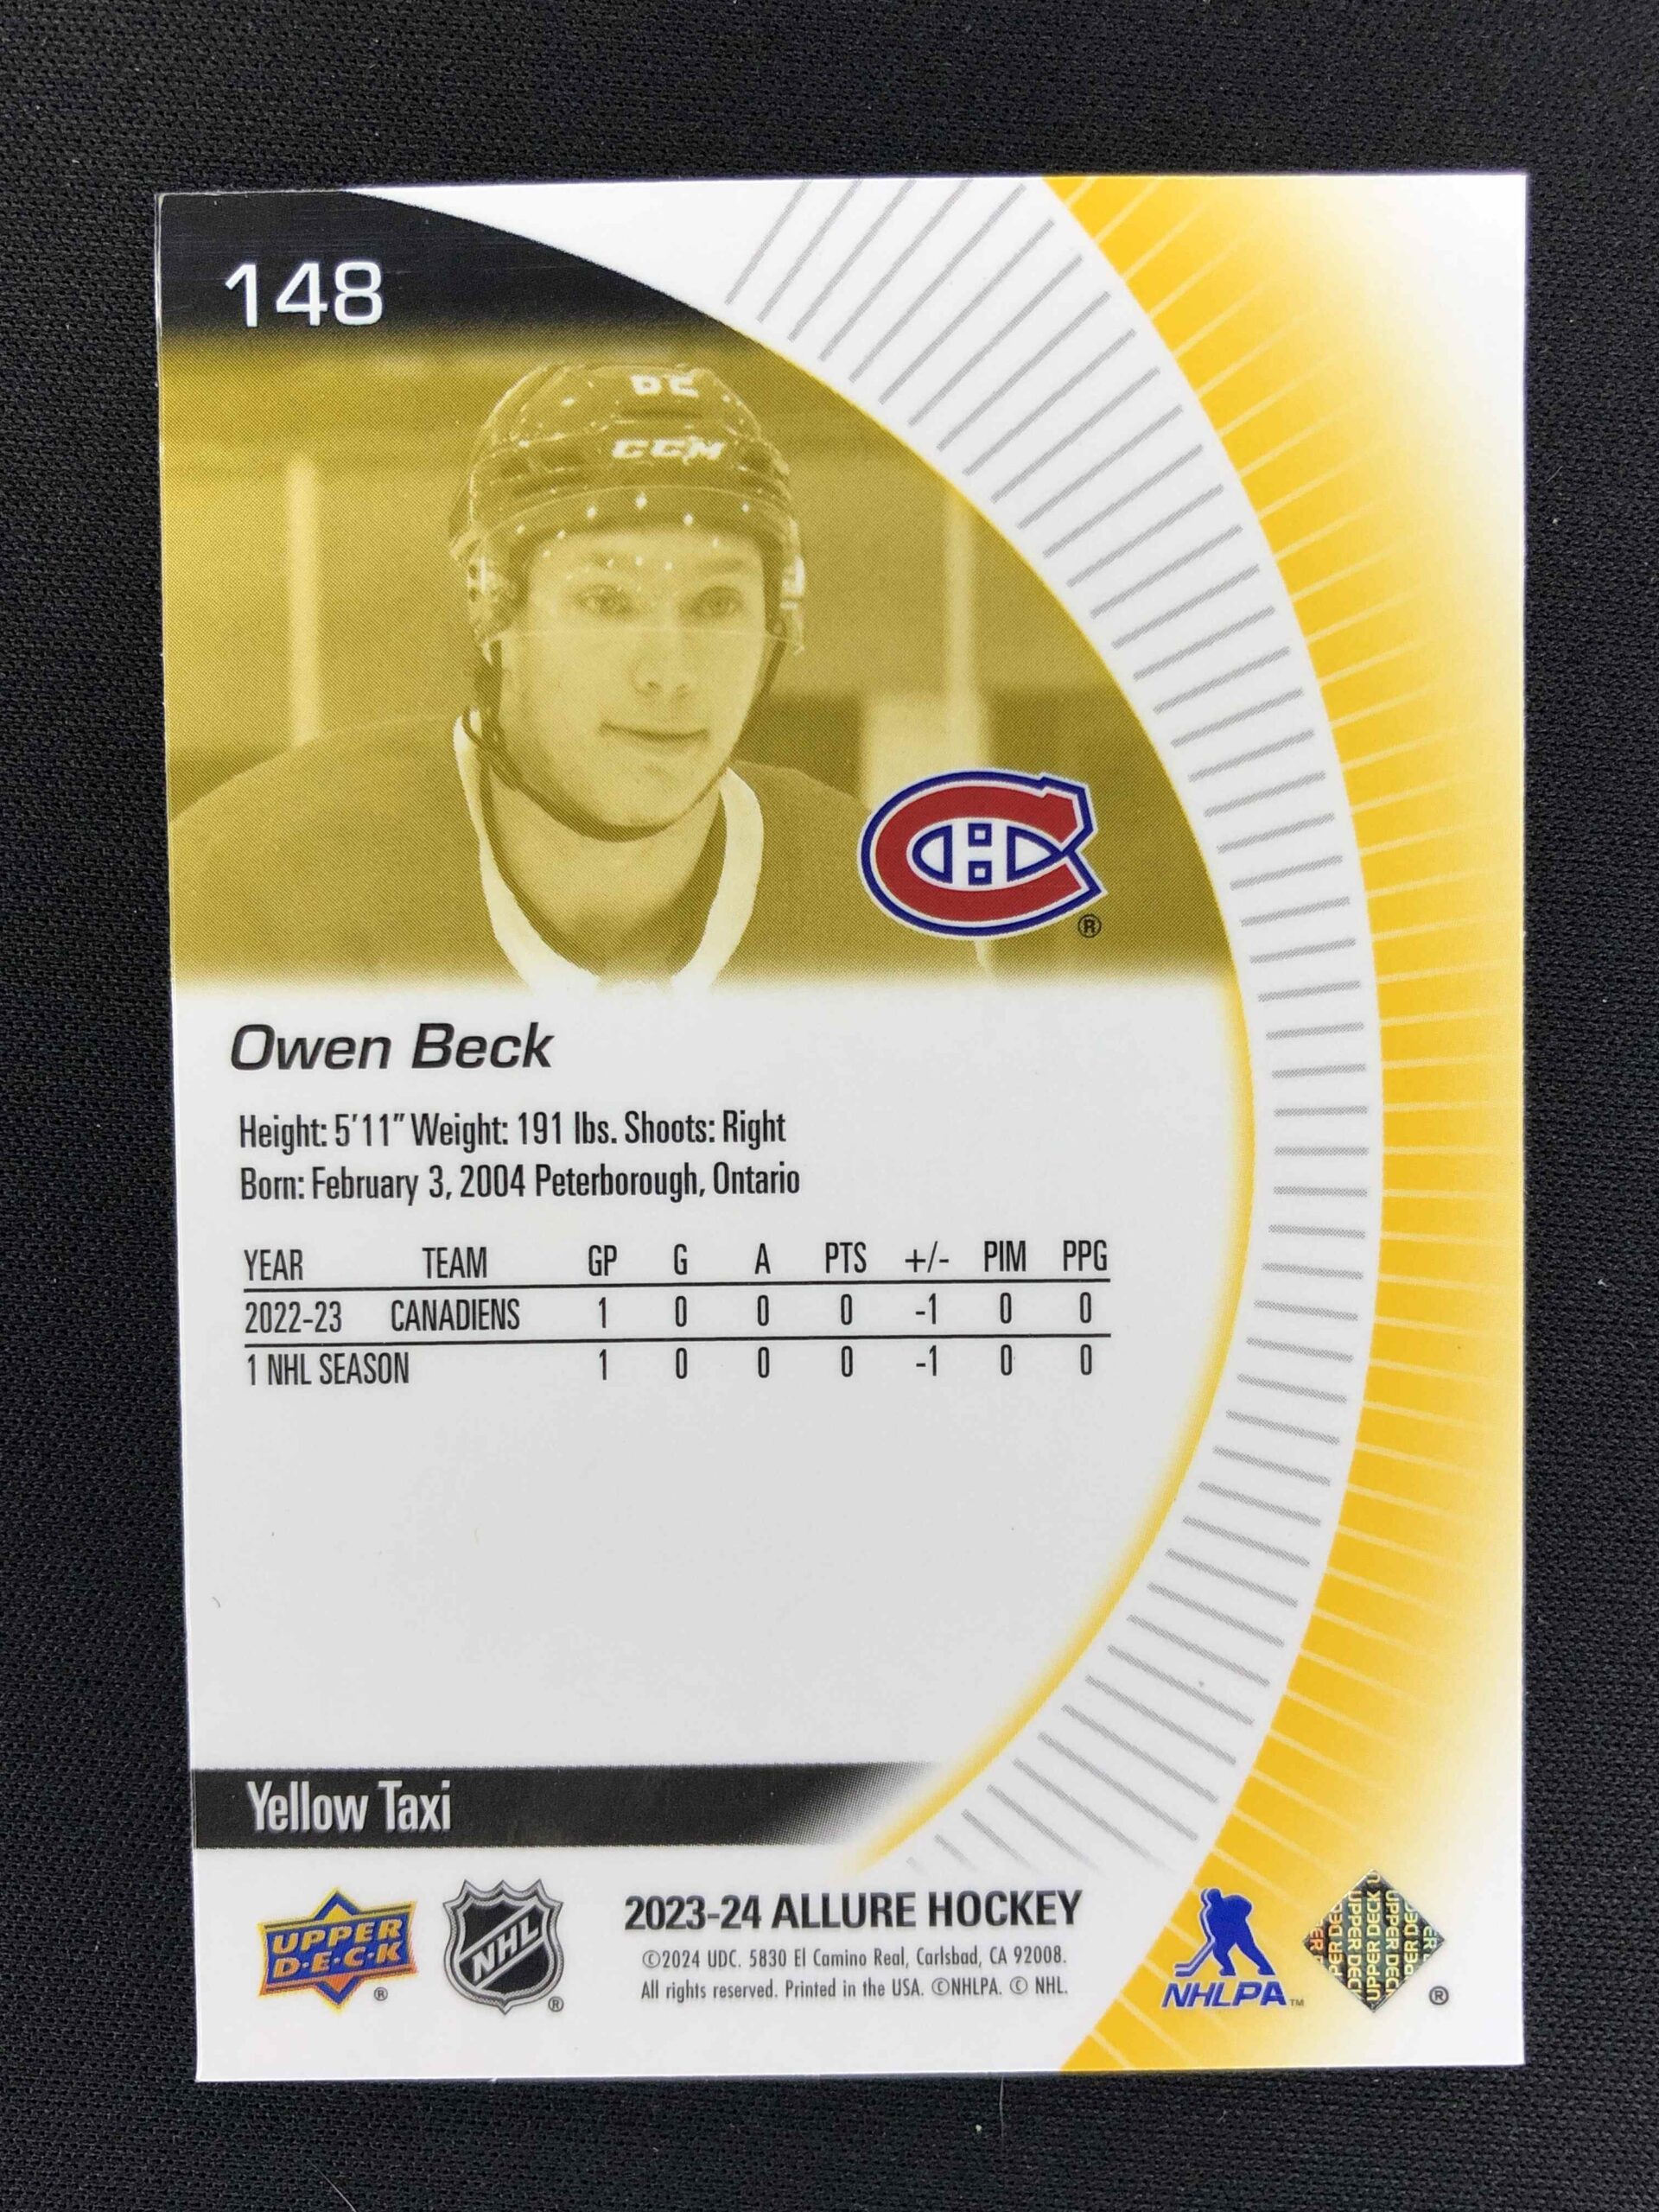 148
CCM
®
Owen Beck
Height: 5'11" Weight: 191 lbs. Shoots: Right
Born: February 3, 2004 Peterborough, Ontario
YEAR TEAM GP G A PTS +/- PIM PPG
2022-23 CANADIENS 1 0 0 0 -1 0 0
1 NHL SEASON 1 0 0 0 -1 0 0
Yellow Taxi
UPPER
D·E·C·K
®
NHL
®
2023-24 ALLURE HOCKEY
©2024 UDC. 5830 El Camino Real, Carlsbad, CA 92008.
All rights reserved. Printed in the USA. ©NHLPA. © NHL.
NHLPA™
UPPER DECK
®